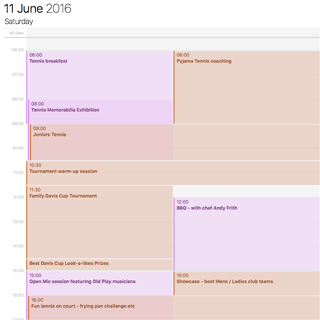 11 June 2016
Saturday
all-day
06:00
06:00
Tennis breakfast
06:00
Pyjama Tennis coaching
07:00
08:00
08:00
Tennis Memorabilia Exhibition
09:00
09:00
Juniors Tennis
10:00
10:30
Tournament warm-up session
11:00
11:30
Family Davis Cup Tournament
12:00
12:00
BBQ - with chef Andy Frith
13:00
14:00
Best Davis Cup Look-a-likes Prizes
15:00
15:00
Open Mic session featuring Old Play musicians
15:00
Showcase - best Mens / Ladies club teams
16:00
16:00
Fun tennis on court - frying pan challenge etc